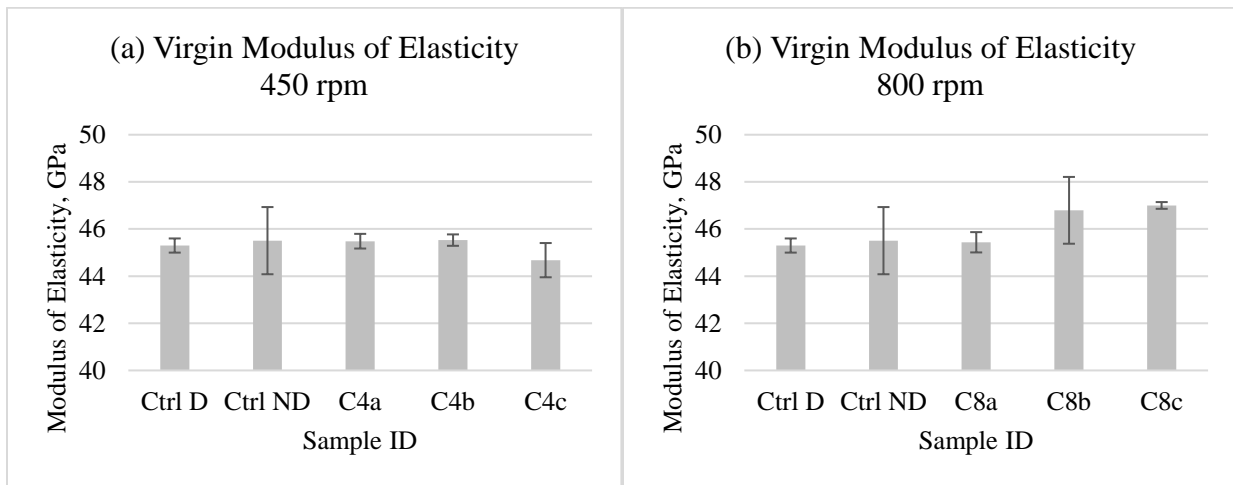 (a) Virgin Modulus of Elasticity
450 rpm
Modulus of Elasticity, GPa
50
48
46
44
42
40
Ctrl D Ctrl ND C4a C4b C4c
Sample ID
(b) Virgin Modulus of Elasticity
800 rpm
Modulus of Elasticity, GPa
50
48
46
44
42
40
Ctrl D Ctrl ND C8a C8b C8c
Sample ID